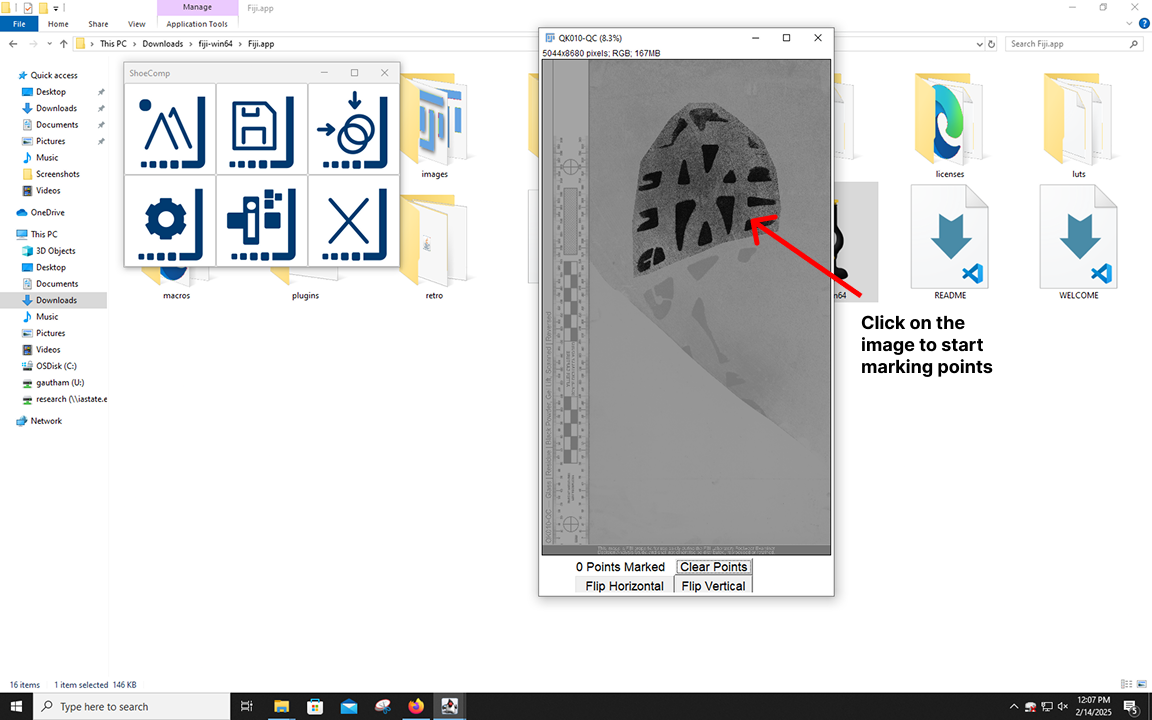 Manage
Fiji.app
File
Home
Share
View
Application Tools
This PC > Downloads > fiji-win64 > Fiji.app
Search Fiji.app
Quick access
Desktop
Downloads
Documents
Pictures
Music
Screenshots
Videos
OneDrive
This PC
3D Objects
Desktop
Downloads
Documents
Music
Pictures
Videos
OSDisk (C:)
gautham (U:)
research (\\iastate.e
Network
ShoeComp
images
licenses
luts
macros
plugins
retro
README
WELCOME
QK010-QC (8.3%)
5044x8680 pixels; RGB; 167MB
0 Points Marked
Clear Points
Flip Horizontal
Flip Vertical
Click on the
image to start
marking points
16 items
1 item selected 146 KB
Type here to search
12:07 PM
2/14/2025
5